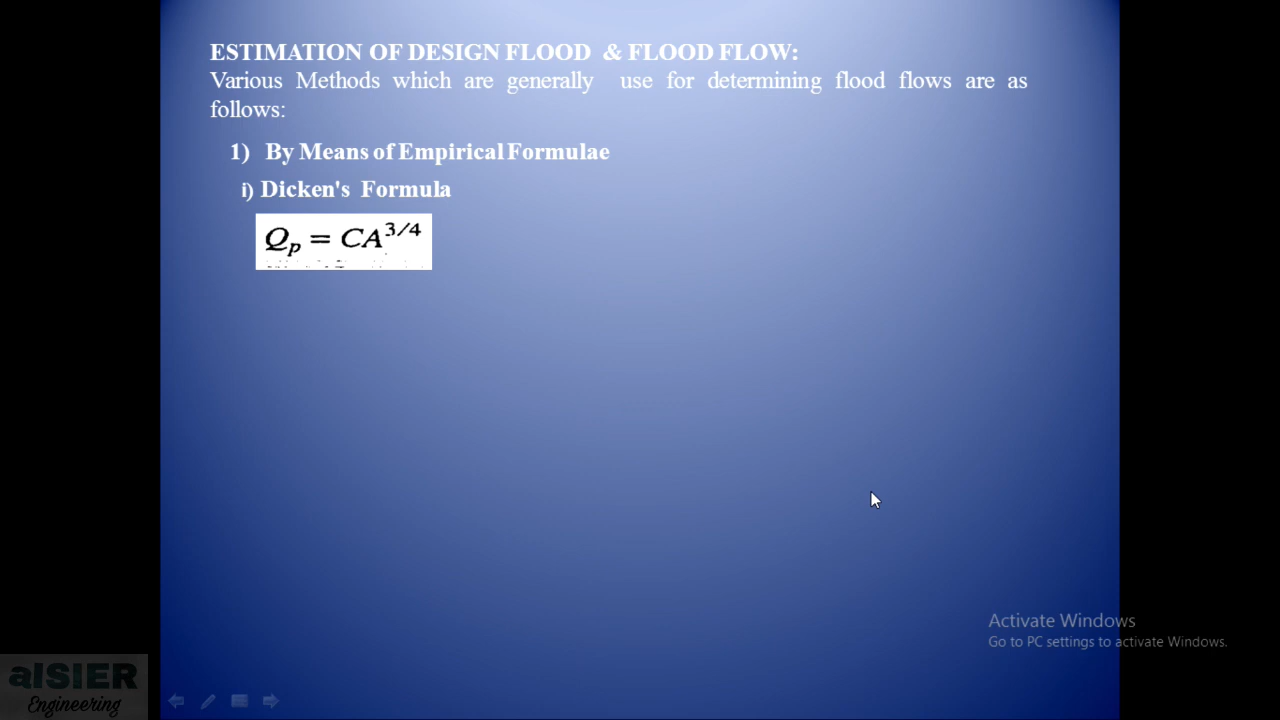 ESTIMATION OF DESIGN FLOOD & FLOOD FLOW:
Various Methods which are generally use for determining flood flows are as
follows:
1) By Means of Empirical Formulae
i) Dicken's Formula
Qp = CA^3/4
Activate Windows
Go to PC settings to activate Windows.
aISIER
Engineering